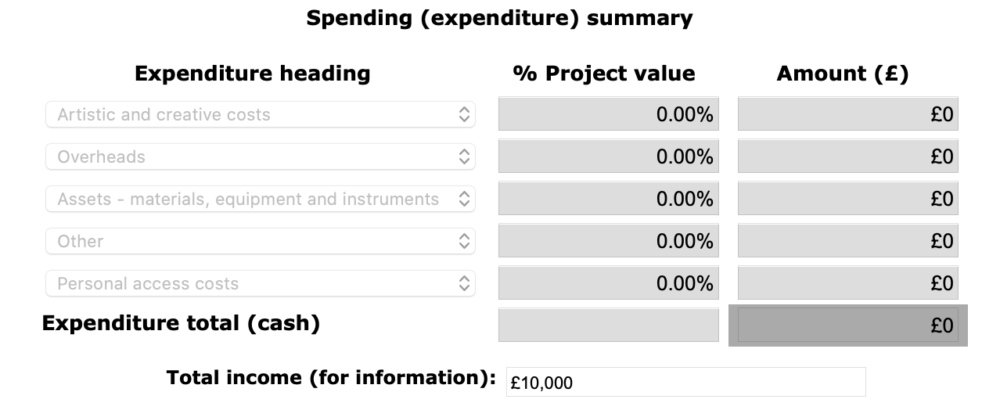 Spending (expenditure) summary
Expenditure heading % Project value Amount (£)
Artistic and creative costs 0.00% £0
Overheads 0.00% £0
Assets - materials, equipment and instruments 0.00% £0
Other 0.00% £0
Personal access costs 0.00% £0
Expenditure total (cash) £0
Total income (for information): £10,000